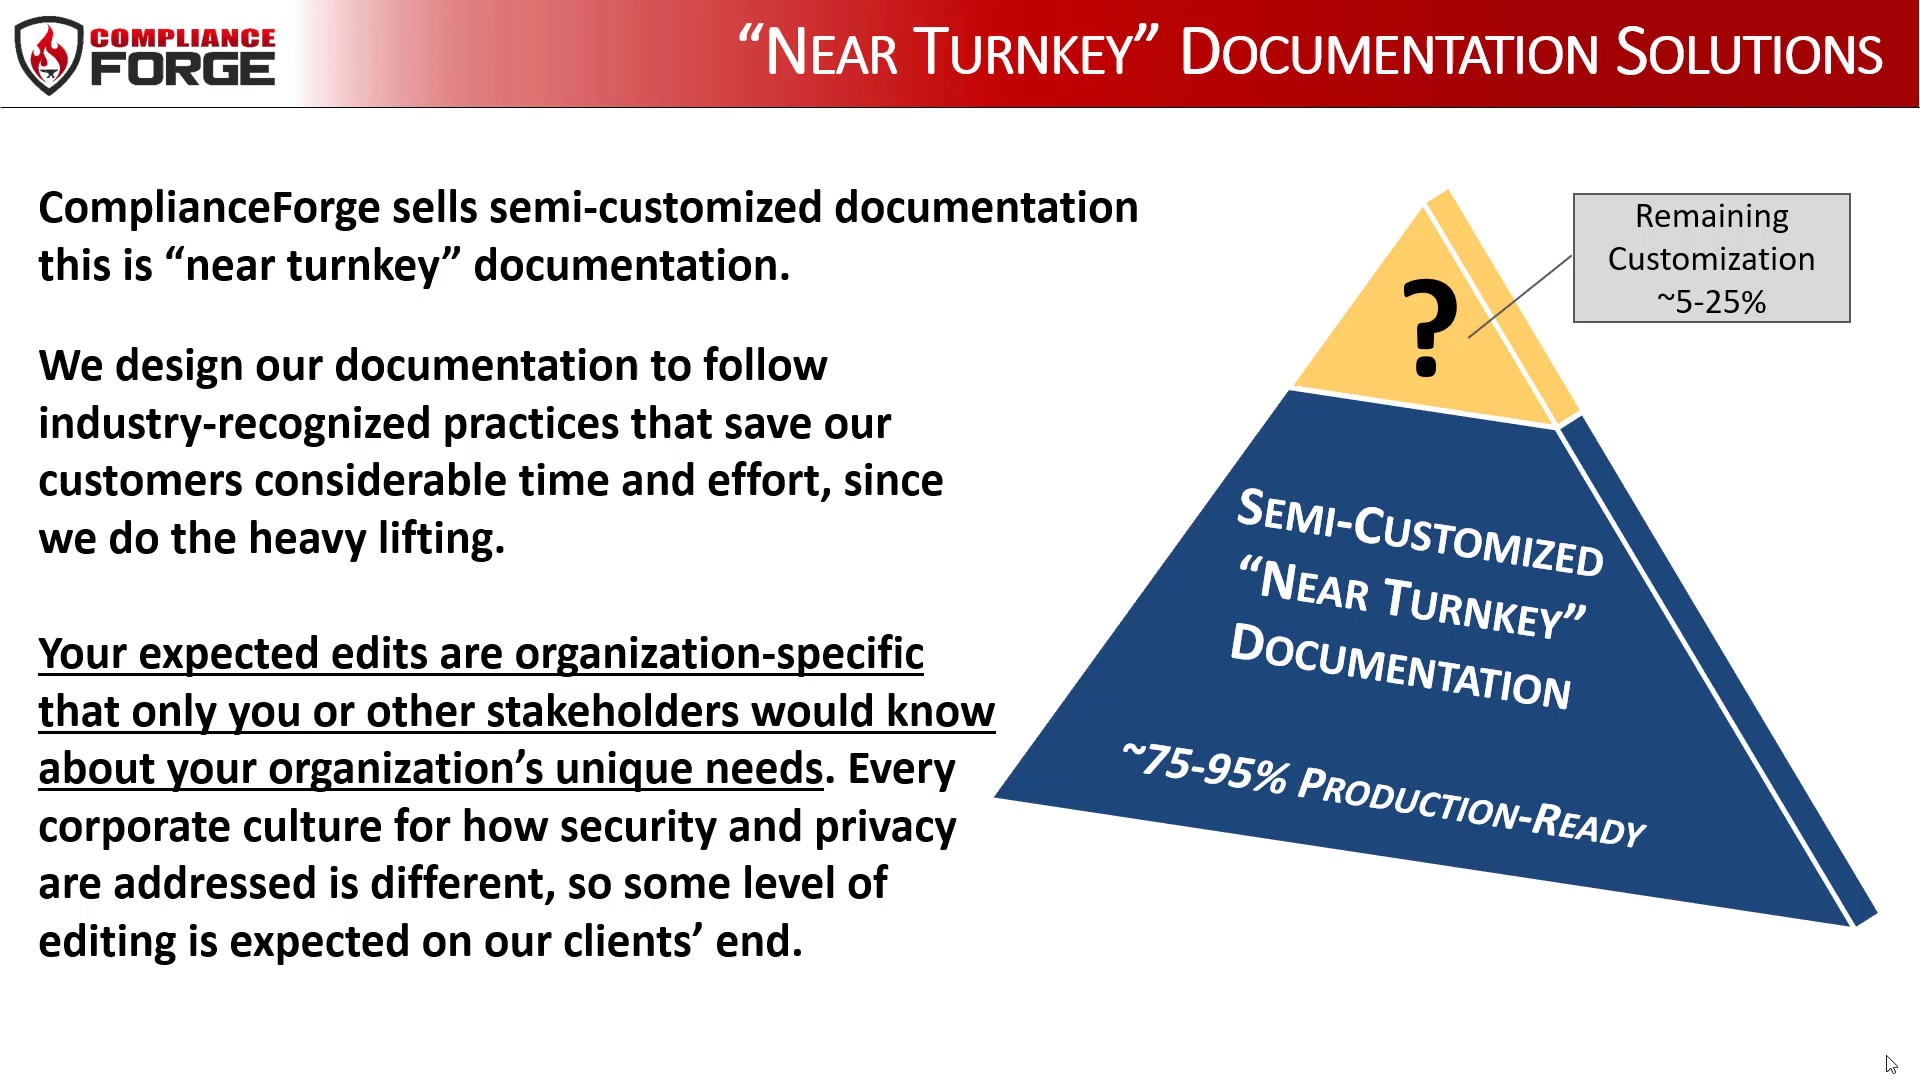 COMPLIANCE
FORGE
“NEAR TURNKEY” DOCUMENTATION SOLUTIONS
ComplianceForge sells semi-customized documentation
this is “near turnkey” documentation.
We design our documentation to follow
industry-recognized practices that save our
customers considerable time and effort, since
we do the heavy lifting.
Your expected edits are organization-specific
that only you or other stakeholders would know
about your organization’s unique needs. Every
corporate culture for how security and privacy
are addressed is different, so some level of
editing is expected on our clients’ end.
Remaining
Customization
~5-25%
?
SEMI-CUSTOMIZED
“NEAR TURNKEY”
DOCUMENTATION
~75-95% PRODUCTION-READY